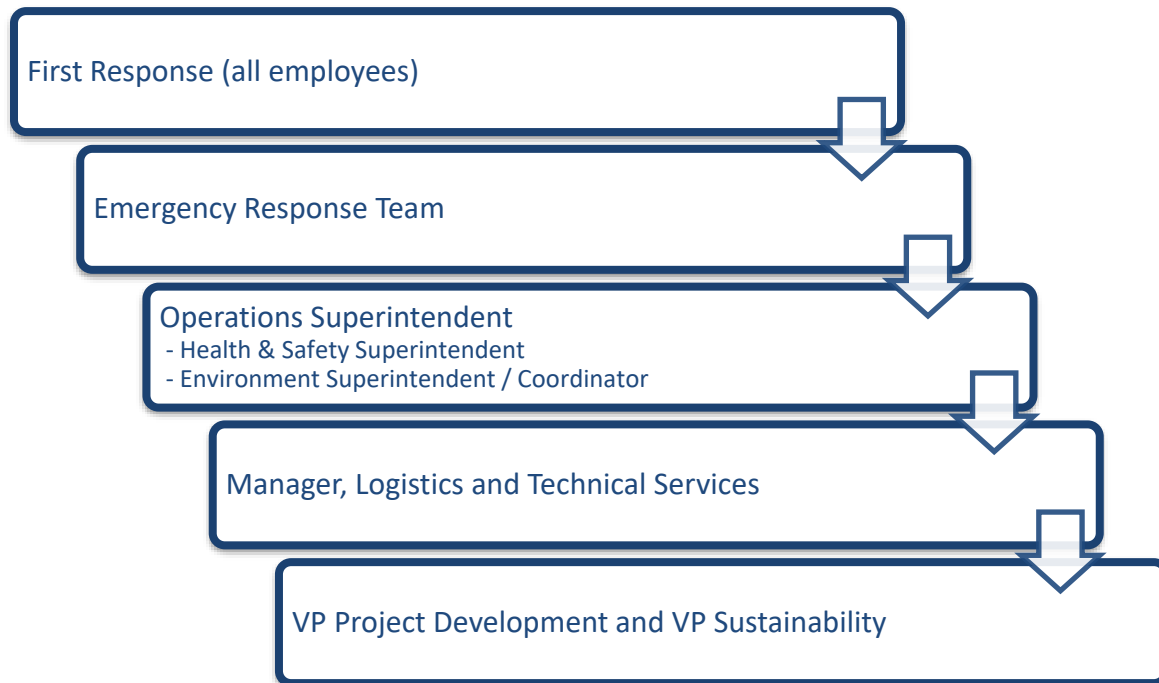 First Response (all employees)
Emergency Response Team
Operations Superintendent
- Health & Safety Superintendent
- Environment Superintendent / Coordinator
Manager, Logistics and Technical Services
VP Project Development and VP Sustainability